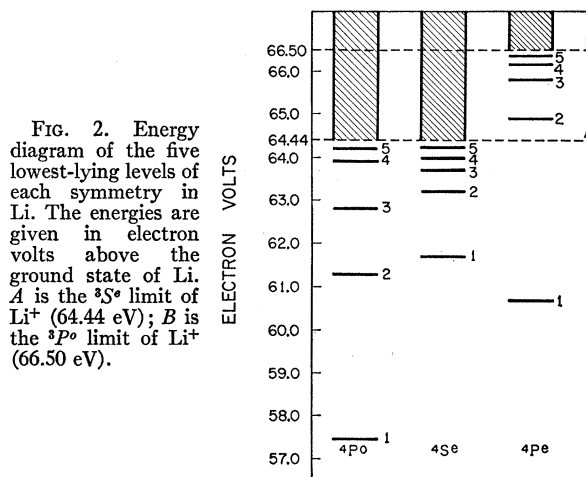 FIG. 2. Energy
diagram of the five
lowest-lying levels of
each symmetry in
Li. The energies are
given in electron
volts above the
ground state of Li.
A is the ³Sᵉ limit of
Li⁺ (64.44 eV); B is
the ³Pᵒ limit of Li⁺
(66.50 eV).
ELECTRON VOLTS
66.50
66.0
65.0
64.44
64.0
63.0
62.0
61.0
60.0
59.0
58.0
57.0
5
4
3
2
1
⁴Po
5
4
3
2
1
⁴Se
5
4
3
2
1
⁴Pe